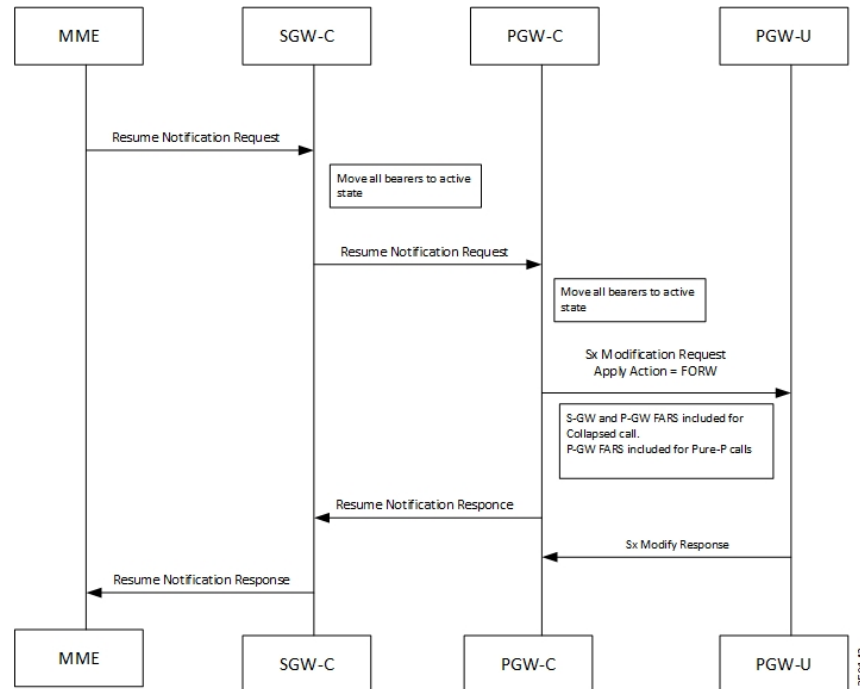 MME
SGW-C
PGW-C
PGW-U
Resume Notification Request
Move all bearers to active
state
Resume Notification Request
Move all bearers to active
state
Sx Modification Request
Apply Action = FORW
S-GW and P-GW FARS included for
Collapsed call.
P-GW FARS included for Pure-P calls
Resume Notification Responce
Sx Modify Response
Resume Notification Response
MME
SGW-C
PGW-C
PGW-U